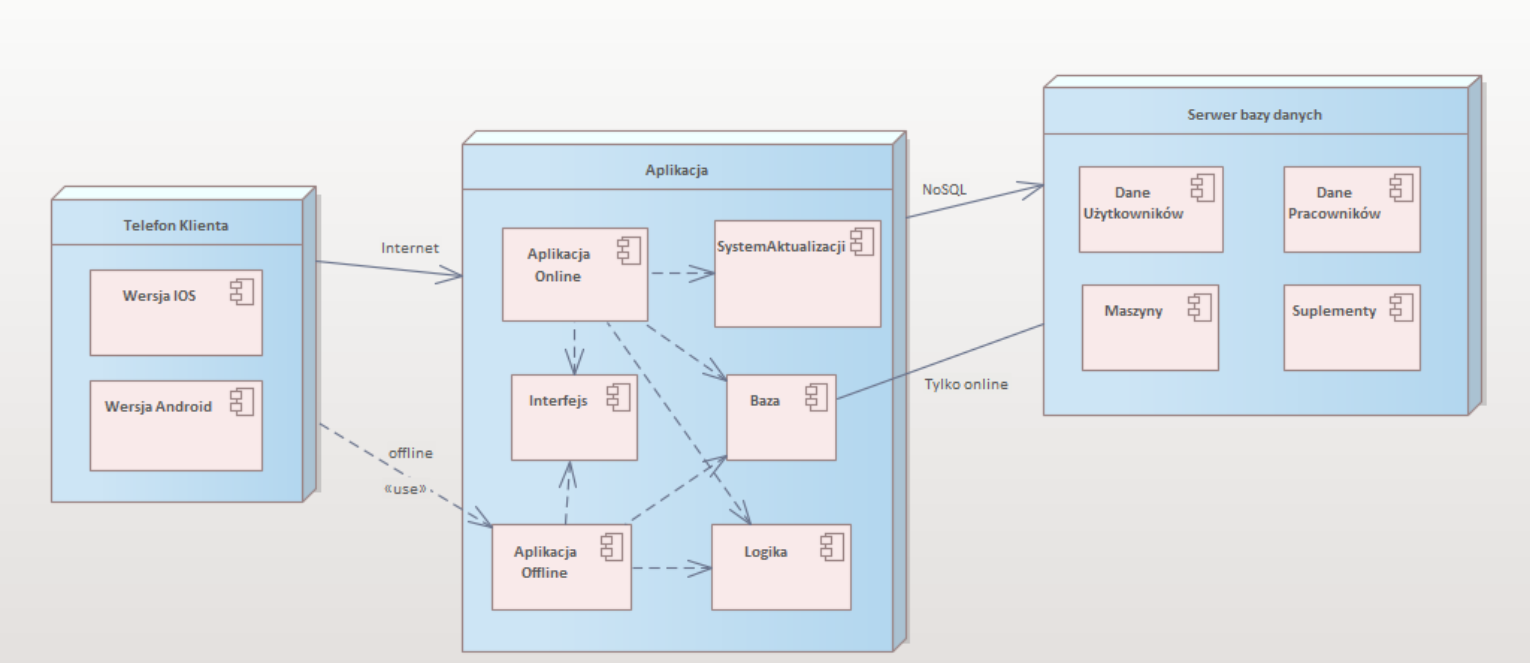 Telefon Klienta
Wersja IOS
Wersja Android
Internet
offline
«use»
Aplikacja
Aplikacja
Online
SystemAktualizacji
Interfejs
Baza
Aplikacja
Offline
Logika
NoSQL
Tylko online
Serwer bazy danych
Dane
Użytkowników
Dane
Pracowników
Maszyny
Suplementy